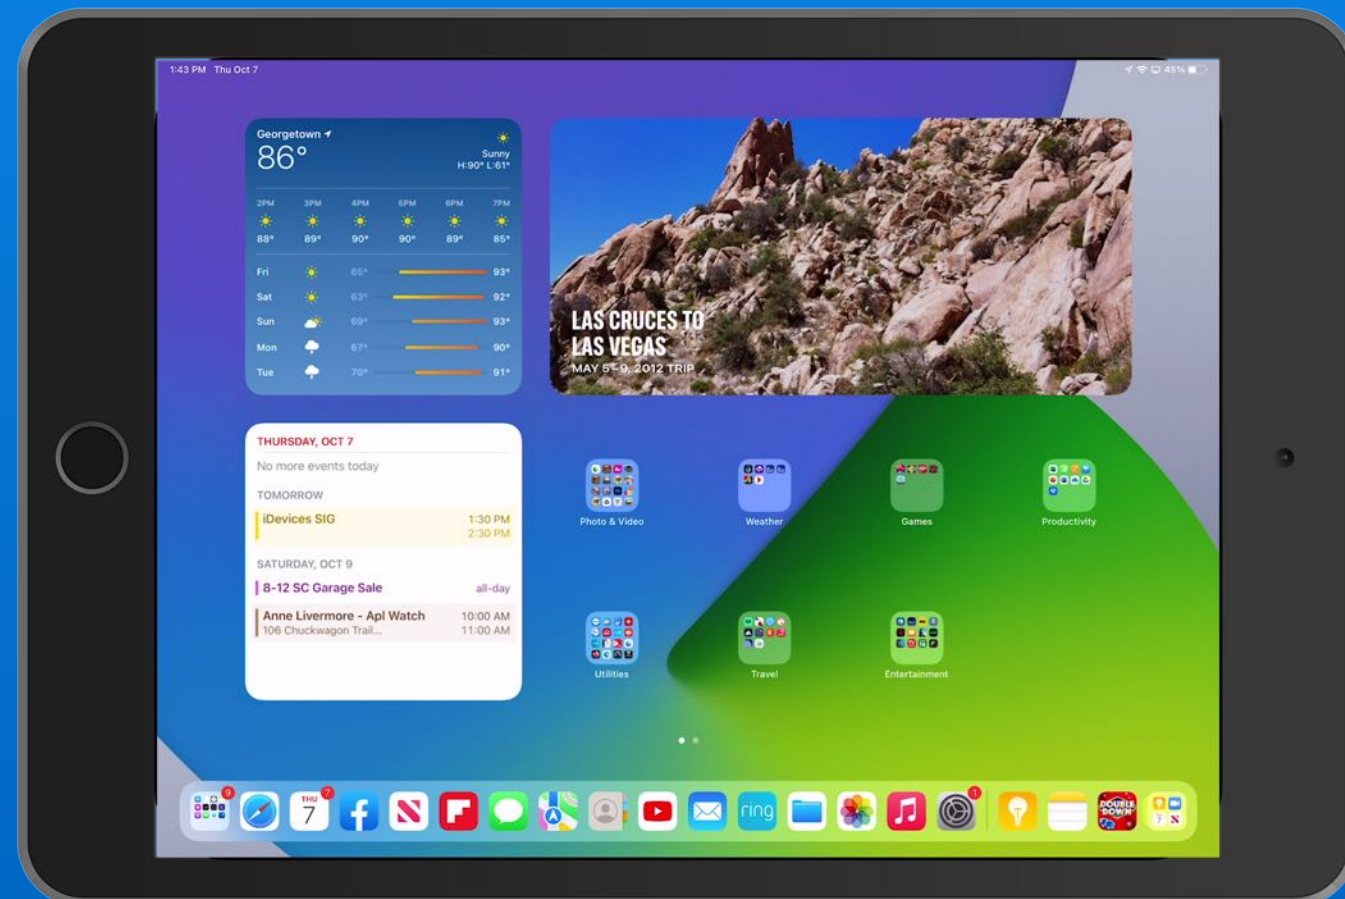 1:43 PM Thu Oct 7
45%
Georgetown
86°
Sunny
H:90° L:61°
2PM 3PM 4PM 5PM 6PM 7PM
88° 89° 90° 90° 89° 85°
Fri 65° 93°
Sat 63° 92°
Sun 69° 93°
Mon 67° 90°
Tue 70° 91°
LAS CRUCES TO
LAS VEGAS
MAY 5–9, 2012 TRIP
THURSDAY, OCT 7
No more events today
TOMORROW
iDevices SIG 1:30 PM
2:30 PM
SATURDAY, OCT 9
8-12 SC Garage Sale all-day
Anne Livermore - Apl Watch 10:00 AM
106 Chuckwagon Trail... 11:00 AM
Photo & Video Weather Games Productivity
Utilities Travel Entertainment
9 7 1
THU
7
ring
DOUBLE
DOWN
7